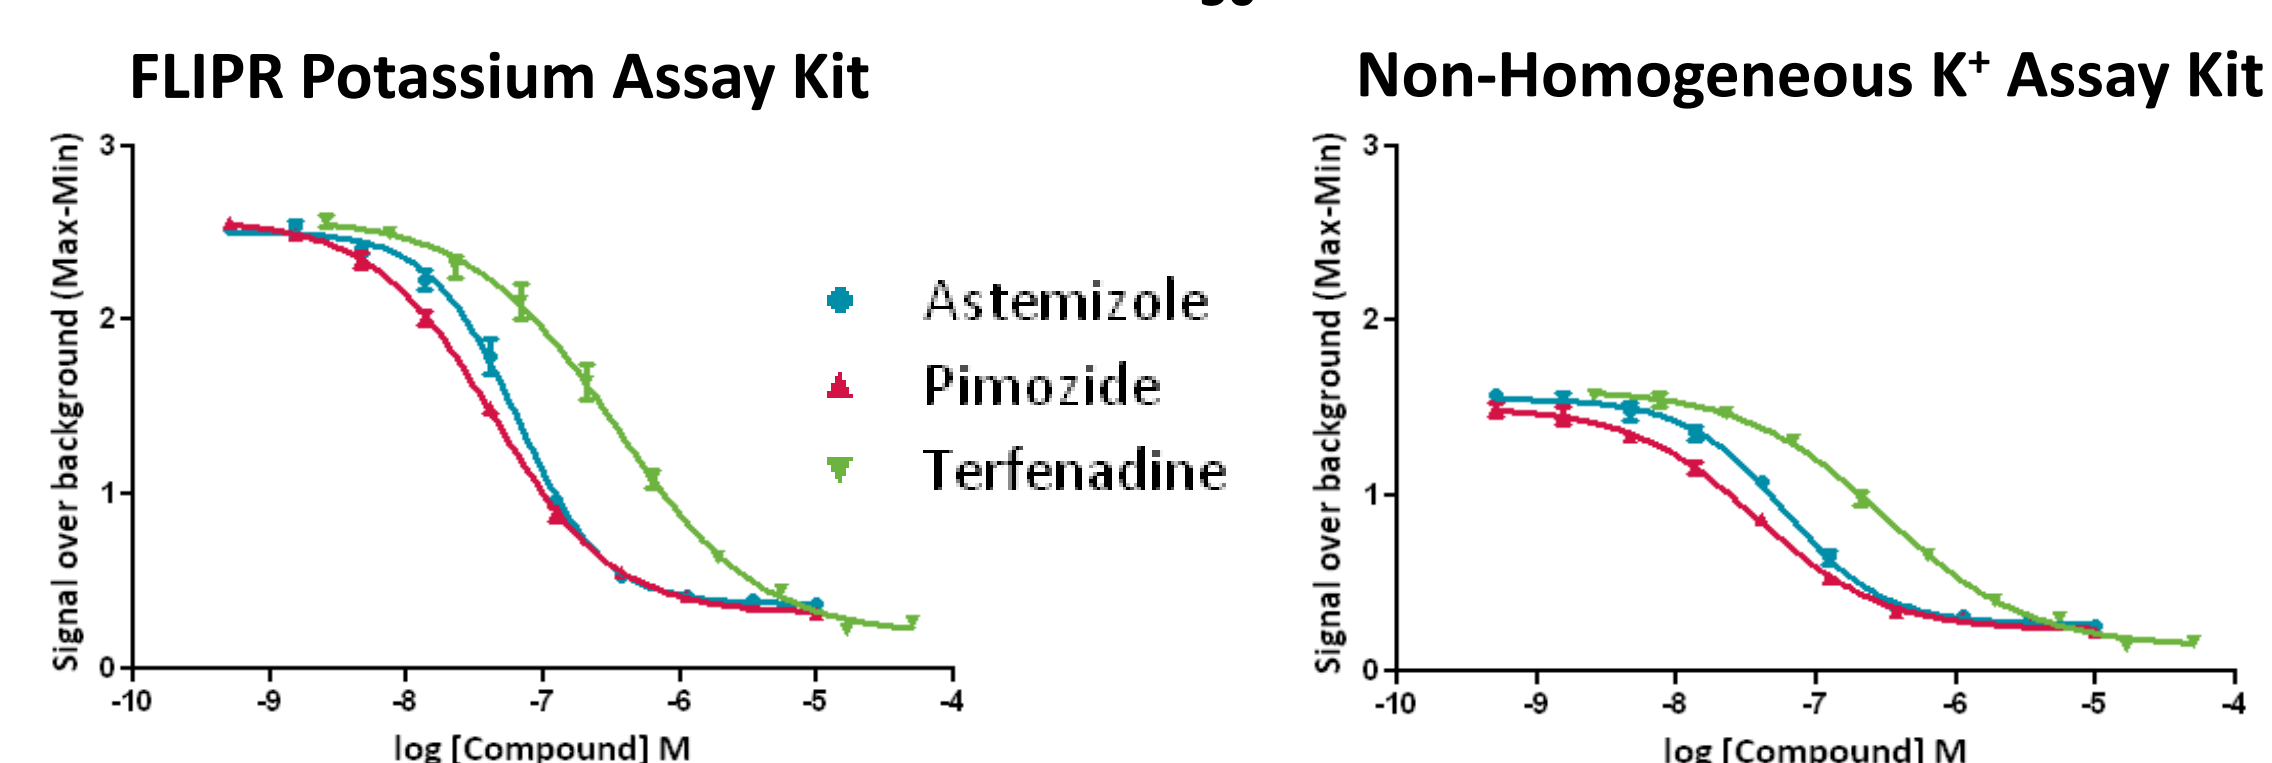 FLIPR Potassium Assay Kit
Signal over background (Max-Min)
3
2
1
0
-10 -9 -8 -7 -6 -5 -4
log [Compound] M
Astemizole
Pimozide
Terfenadine
Non-Homogeneous K⁺ Assay Kit
Signal over background (Max-Min)
3
2
1
0
-10 -9 -8 -7 -6 -5 -4
log [Compound] M